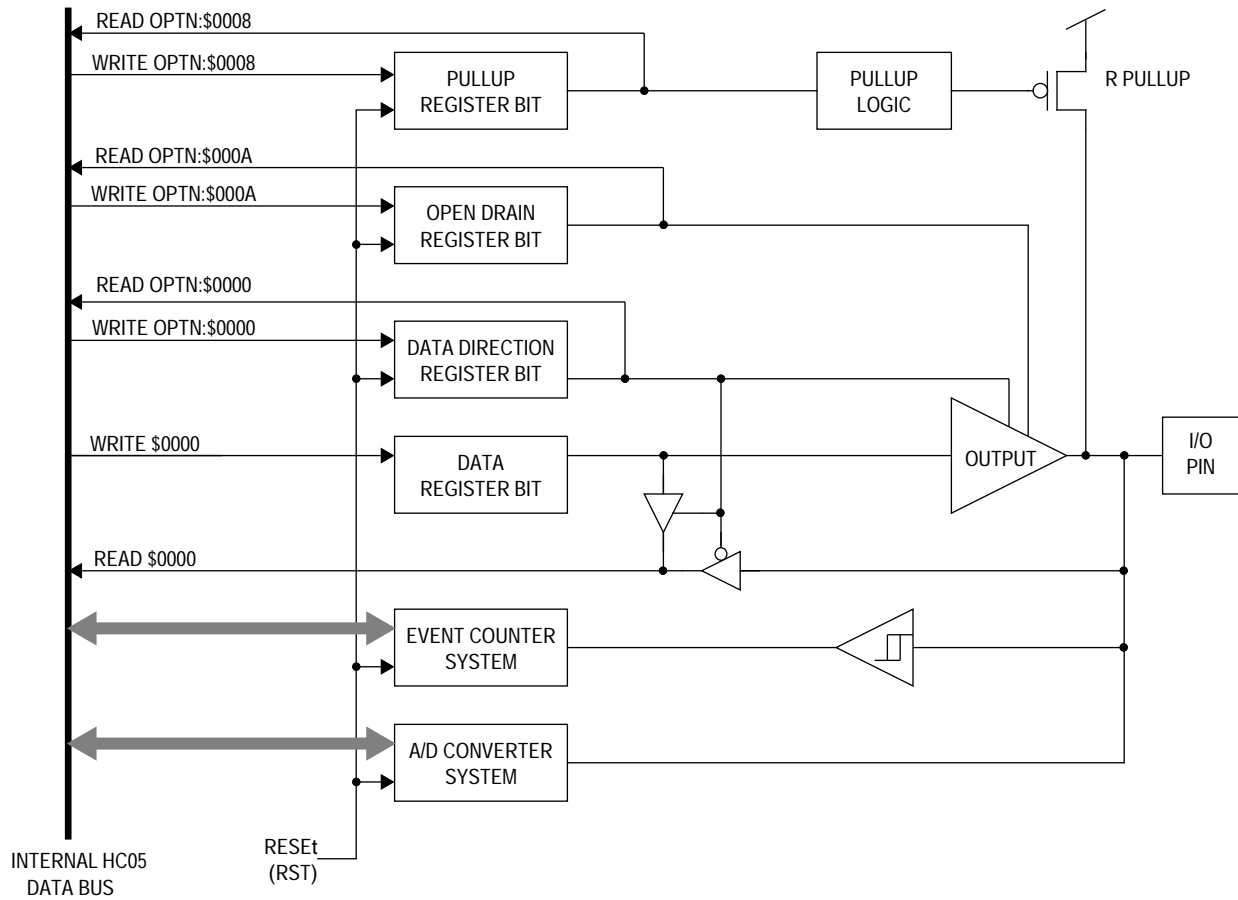 READ OPTN:$0008
WRITE OPTN:$0008
PULLUP
REGISTER BIT
PULLUP
LOGIC
R PULLUP
READ OPTN:$000A
WRITE OPTN:$000A
OPEN DRAIN
REGISTER BIT
READ OPTN:$0000
WRITE OPTN:$0000
DATA DIRECTION
REGISTER BIT
WRITE $0000
DATA
REGISTER BIT
OUTPUT
I/O
PIN
READ $0000
EVENT COUNTER
SYSTEM
A/D CONVERTER
SYSTEM
RESEt
(RST)
INTERNAL HC05
DATA BUS